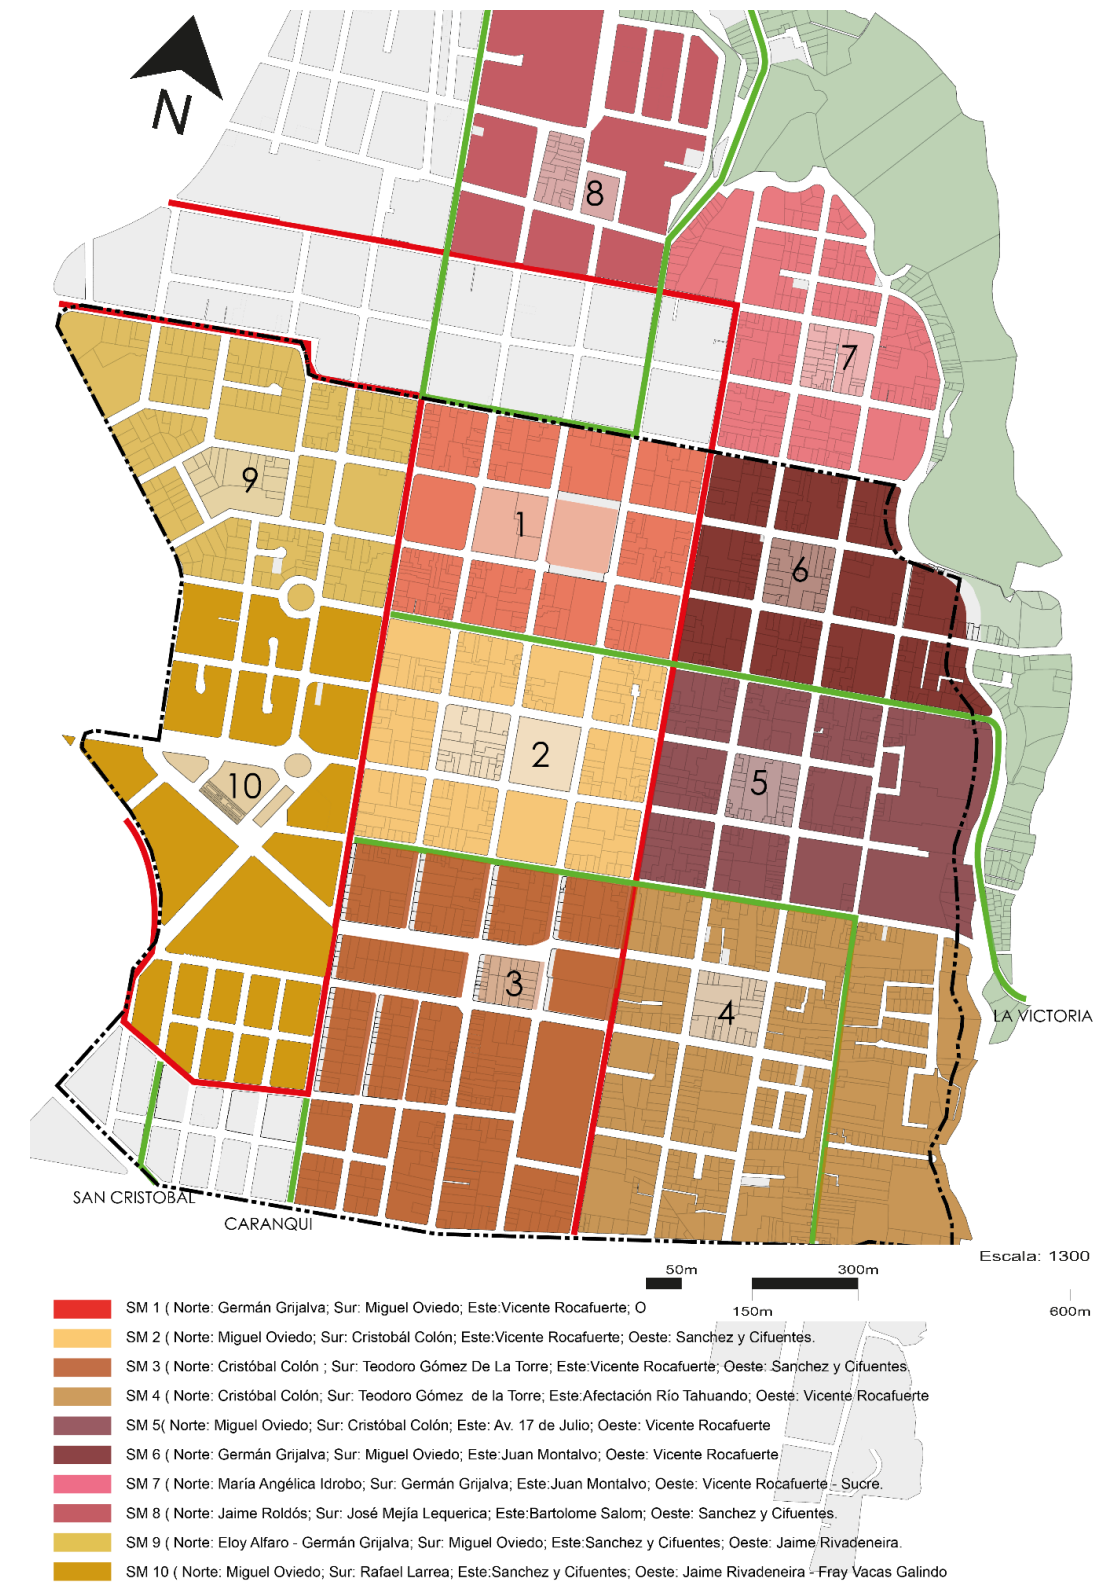 N
8
7
9
1
6
2
5
10
3
4
LA VICTORIA
SAN CRISTOBAL
CARANQUI
Escala: 1300
50m 300m
150m 600m
SM 1 ( Norte: Germán Grijalva; Sur: Miguel Oviedo; Este:Vicente Rocafuerte; O
SM 2 ( Norte: Miguel Oviedo; Sur: Cristobál Colón; Este:Vicente Rocafuerte; Oeste: Sanchez y Cifuentes.
SM 3 ( Norte: Cristóbal Colón ; Sur: Teodoro Gómez De La Torre; Este:Vicente Rocafuerte; Oeste: Sanchez y Cifuentes.
SM 4 ( Norte: Cristóbal Colón; Sur: Teodoro Gómez de la Torre; Este:Afectación Río Tahuando; Oeste: Vicente Rocafuerte
SM 5( Norte: Miguel Oviedo; Sur: Cristóbal Colón; Este: Av. 17 de Julio; Oeste: Vicente Rocafuerte
SM 6 ( Norte: Germán Grijalva; Sur: Miguel Oviedo; Este:Juan Montalvo; Oeste: Vicente Rocafuerte
SM 7 ( Norte: María Angélica Idrobo; Sur: Germán Grijalva; Este:Juan Montalvo; Oeste: Vicente Rocafuerte - Sucre.
SM 8 ( Norte: Jaime Roldós; Sur: José Mejía Lequerica; Este:Bartolome Salom; Oeste: Sanchez y Cifuentes.
SM 9 ( Norte: Eloy Alfaro - Germán Grijalva; Sur: Miguel Oviedo; Este:Sanchez y Cifuentes; Oeste: Jaime Rivadeneira.
SM 10 ( Norte: Miguel Oviedo; Sur: Rafael Larrea; Este:Sanchez y Cifuentes; Oeste: Jaime Rivadeneira - Fray Vacas Galindo